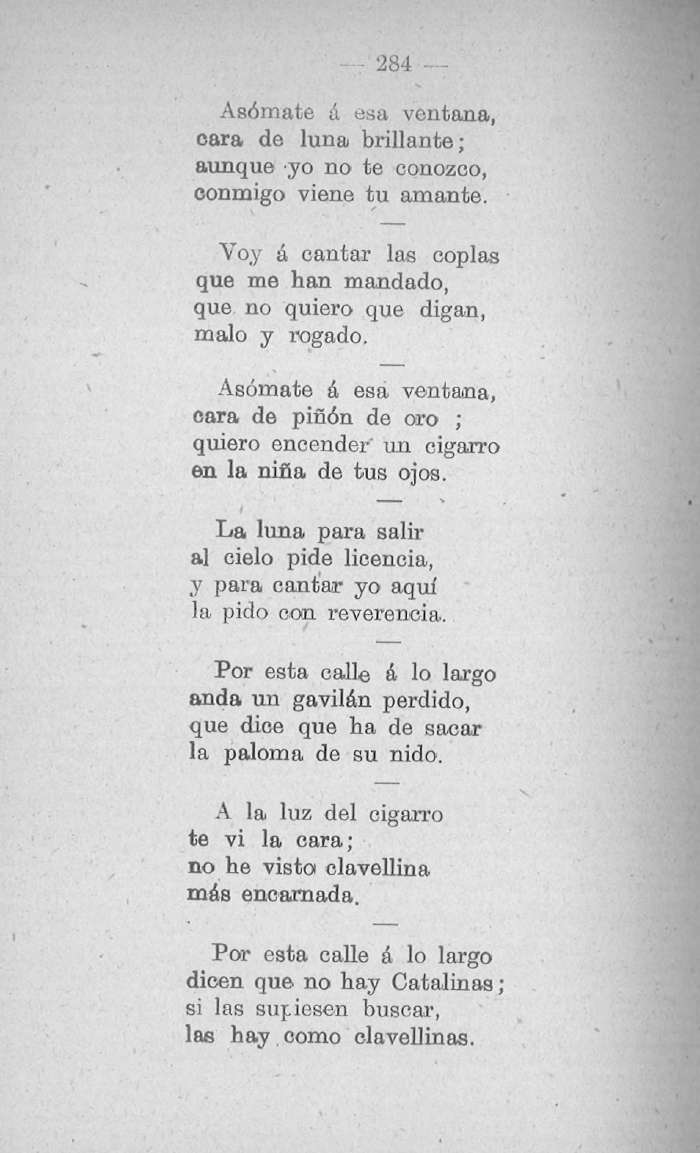 — 284 —
Asómate á esa ventana,
cara de luna brillante;
aunque yo no te conozco,
conmigo viene tu amante.
Voy á cantar las coplas
que me han mandado,
que no quiero que digan,
malo y rogado.
Asómate á esa ventana,
cara de piñón de oro ;
quiero encender un cigarro
en la niña de tus ojos.
La luna para salir
al cielo pide licencia,
y para cantar yo aquí
la pido con reverencia.
Por esta calle á lo largo
anda un gavilán perdido,
que dice que ha de sacar
la paloma de su nido.
A la luz del cigarro
te vi la cara;
no he visto clavellina
más encarnada.
Por esta calle á lo largo
dicen que no hay Catalinas;
si las supiesen buscar,
las hay como clavellinas.